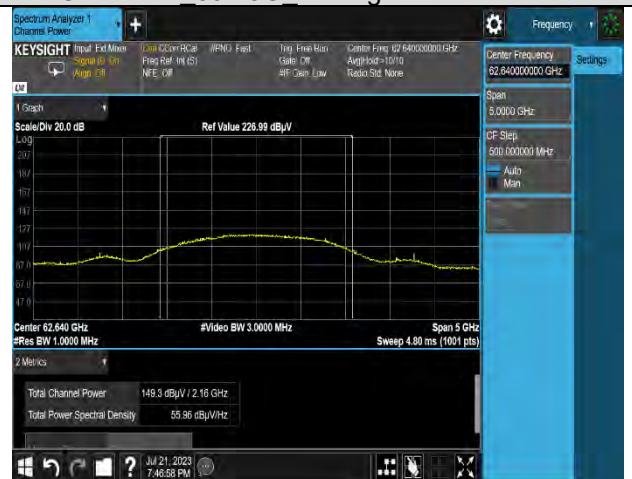 Spectrum Analyzer 1
Channel Power
Frequency
KEYSIGHT
Input: Ext Mixer
Signal ID: On
Align: Off
CCorr RCal
Freq Ref: Int (S)
NFE: Off
#PNO: Fast
Trig: Free Run
Gate: Off
#IF Gain: Low
Center Freq: 62.640000000 GHz
Avg|Hold:>10/10
Radio Std: None
Center Frequency
62.640000000 GHz
Settings
Span
5.0000 GHz
CF Step
500.000000 MHz
Auto
Man
1 Graph
Scale/Div 20.0 dB
Ref Value 226.99 dBµV
Log
207
187
167
147
127
107
87.0
67.0
47.0
Center 62.640 GHz
#Video BW 3.0000 MHz
Span 5 GHz
#Res BW 1.0000 MHz
Sweep 4.80 ms (1001 pts)
2 Metrics
Total Channel Power
149.3 dBµV / 2.16 GHz
Total Power Spectral Density
55.96 dBµV/Hz
?
Jul 21, 2023
7:46:58 PM